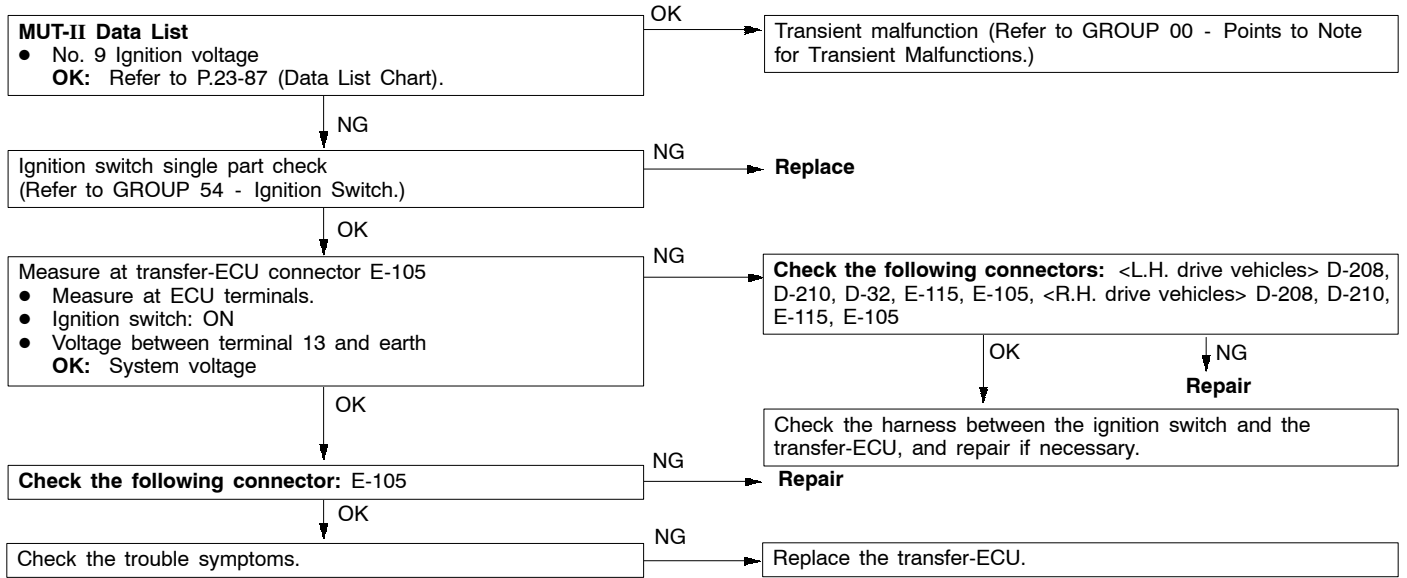 MUT-II Data List
● No. 9 Ignition voltage
OK: Refer to P.23-87 (Data List Chart).
OK
Transient malfunction (Refer to GROUP 00 - Points to Note
for Transient Malfunctions.)
NG
Ignition switch single part check
(Refer to GROUP 54 - Ignition Switch.)
NG
Replace
OK
Measure at transfer-ECU connector E-105
● Measure at ECU terminals.
● Ignition switch: ON
● Voltage between terminal 13 and earth
OK: System voltage
NG
Check the following connectors: <L.H. drive vehicles> D-208,
D-210, D-32, E-115, E-105, <R.H. drive vehicles> D-208, D-210,
E-115, E-105
OK
NG
Repair
Check the harness between the ignition switch and the
transfer-ECU, and repair if necessary.
OK
Check the following connector: E-105
NG
Repair
OK
Check the trouble symptoms.
NG
Replace the transfer-ECU.